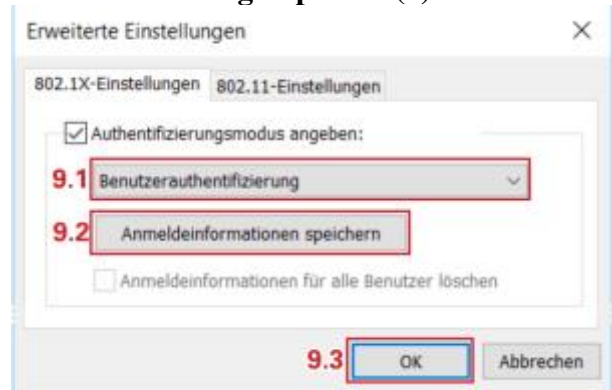 Erweiterte Einstellungen
802.1X-Einstellungen 802.11-Einstellungen
Authentifizierungsmodus angeben:
9.1 Benutzerauthentifizierung
9.2 Anmeldeinformationen speichern
Anmeldeinformationen für alle Benutzer löschen
9.3 OK Abbrechen